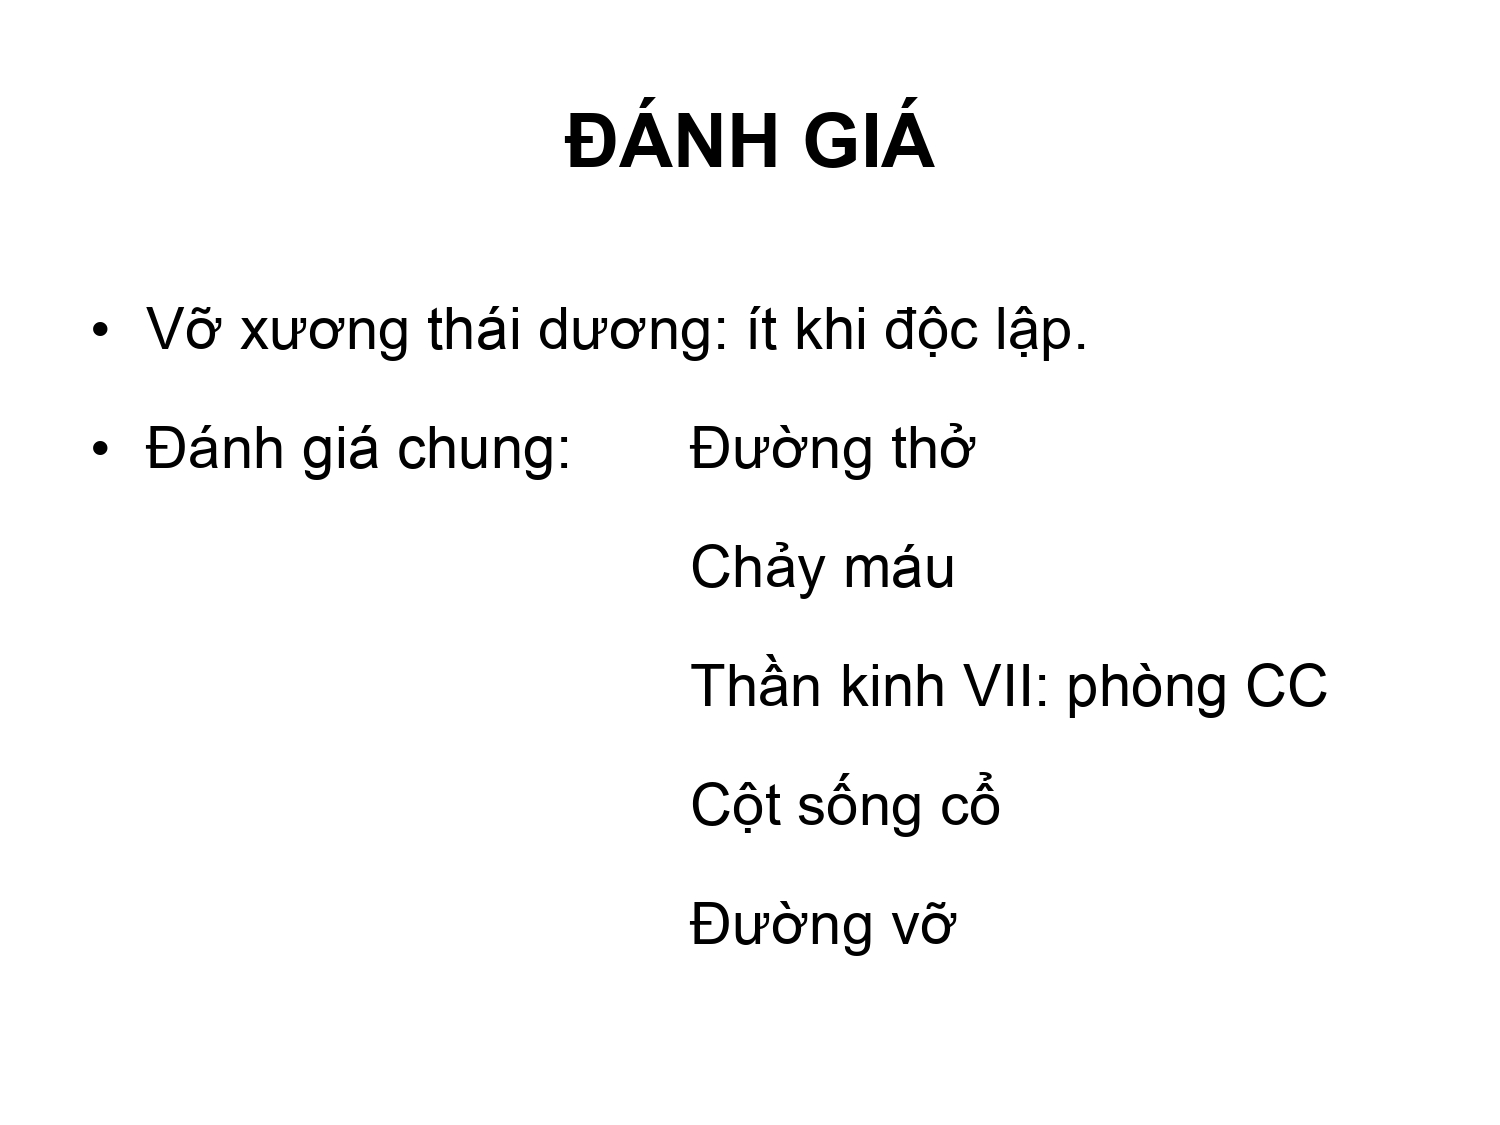 ĐÁNH GIÁ
• Vỡ xương thái dương: ít khi độc lập.
• Đánh giá chung: Đường thở
Chảy máu
Thần kinh VII: phòng CC
Cột sống cổ
Đường vỡ